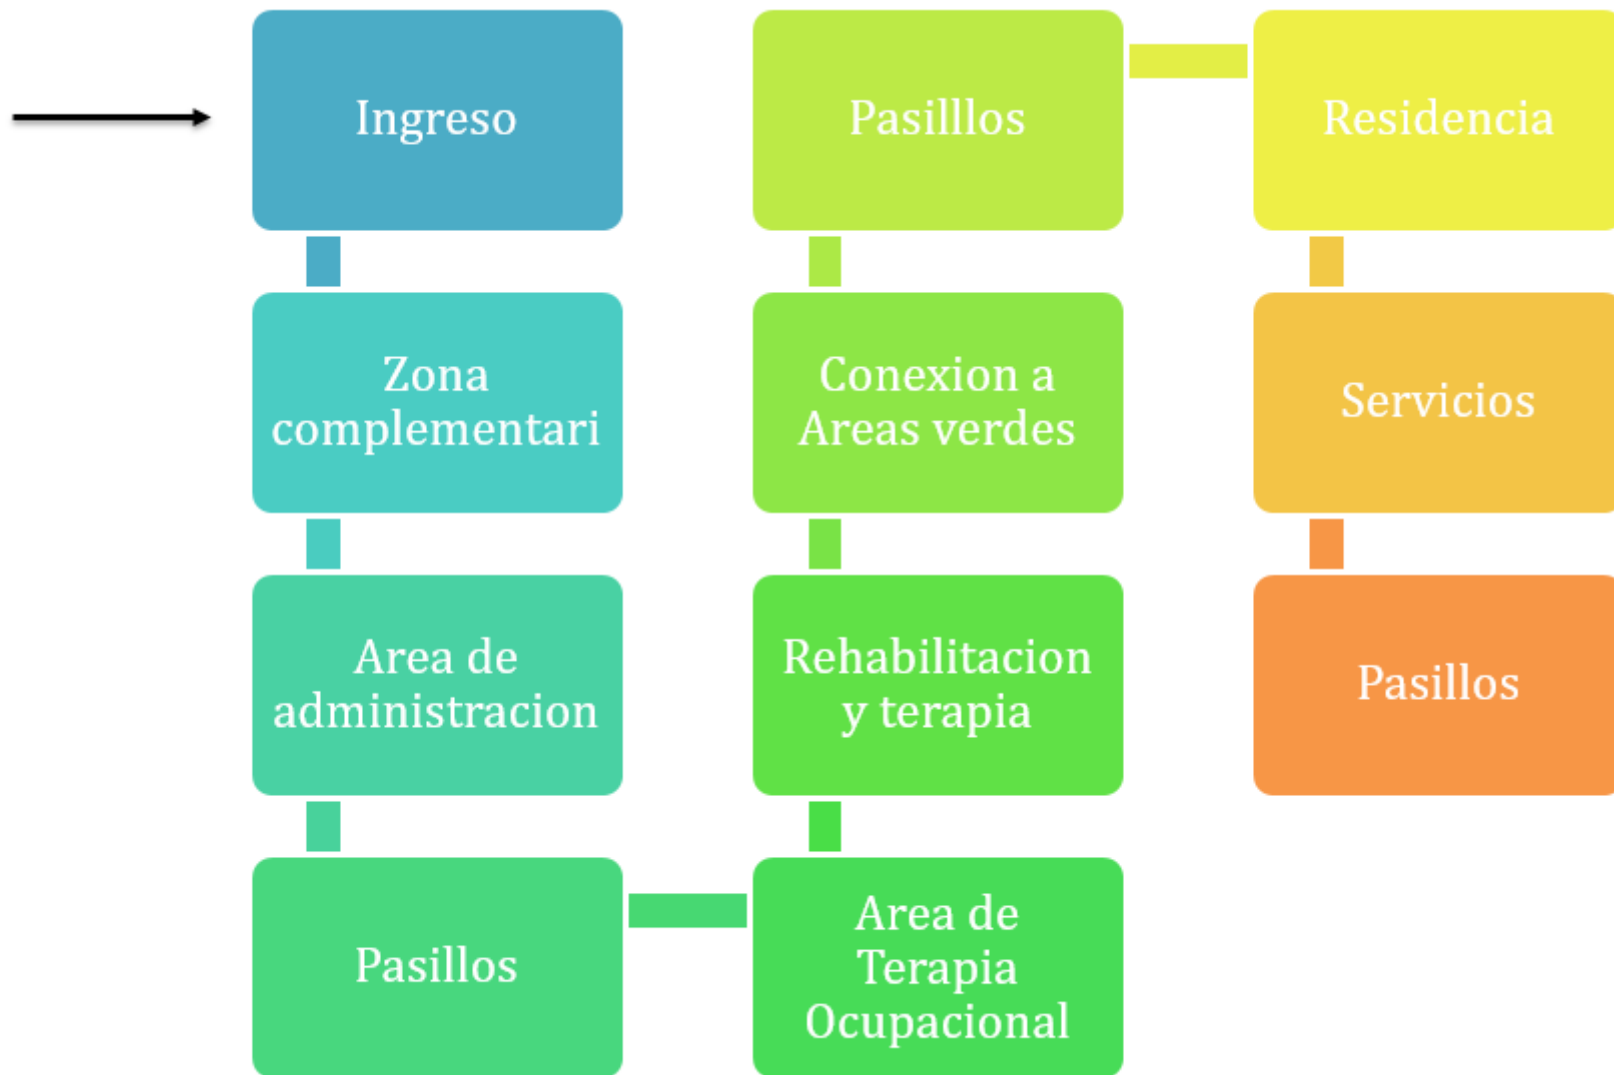 Ingreso
Zona
complementari
Area de
administracion
Pasillos
Area de
Terapia
Ocupacional
Rehabilitacion
y terapia
Conexion a
Areas verdes
Pasilllos
Residencia
Servicios
Pasillos